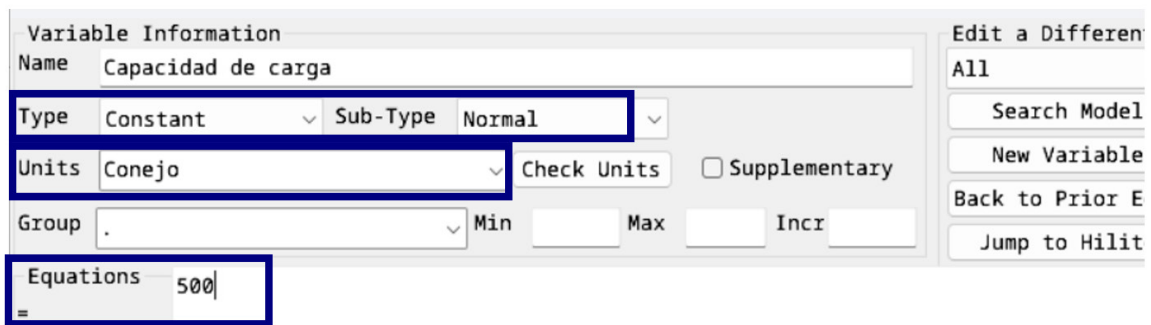 Variable Information
Edit a Differen
Name Capacidad de carga
All
Type Constant Sub-Type Normal
Search Model
Units Conejo Check Units Supplementary
New Variable
Back to Prior E
Group . Min Max Incr
Jump to Hilit
Equations 500
=